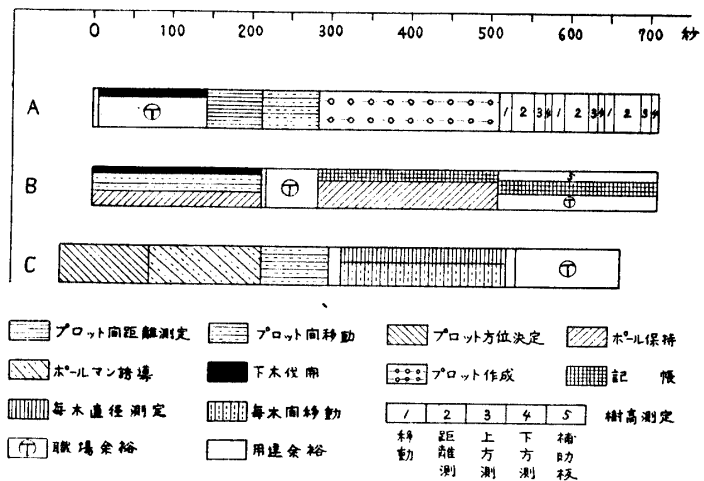 0 100 200 300 400 500 600 700 秒
A
T
1 2 3 4 1 2 3 4 1 2 3 4
B
T
5
T
C
T
プロット間距離測定 プロット間移動 プロット方位決定 ポール保持
ポールマン誘導 下木伐開 プロット作成 記帳
毎木直径測定 毎木間移動 1 2 3 4 5 樹高測定
T 職場余裕 用達余裕
移動 距離測 上方測 下方測 補助板